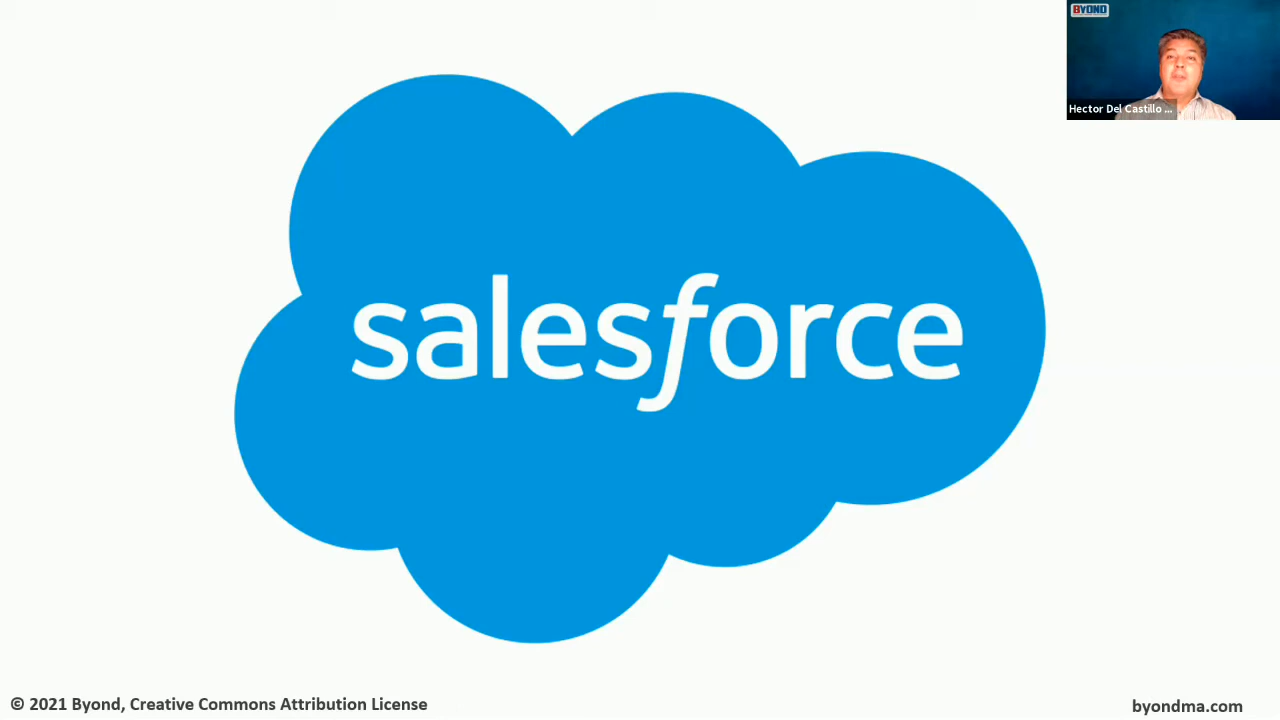 BYOND
Hector Del Castillo ...
salesforce
© 2021 Byond, Creative Commons Attribution License
byondma.com